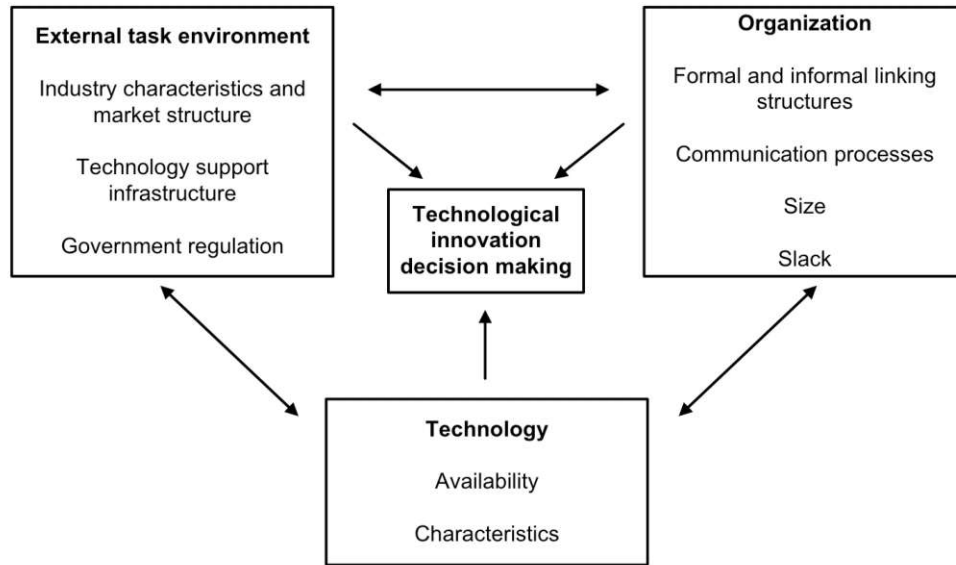 External task environment
Industry characteristics and
market structure
Technology support
infrastructure
Government regulation
Organization
Formal and informal linking
structures
Communication processes
Size
Slack
Technological
innovation
decision making
Technology
Availability
Characteristics